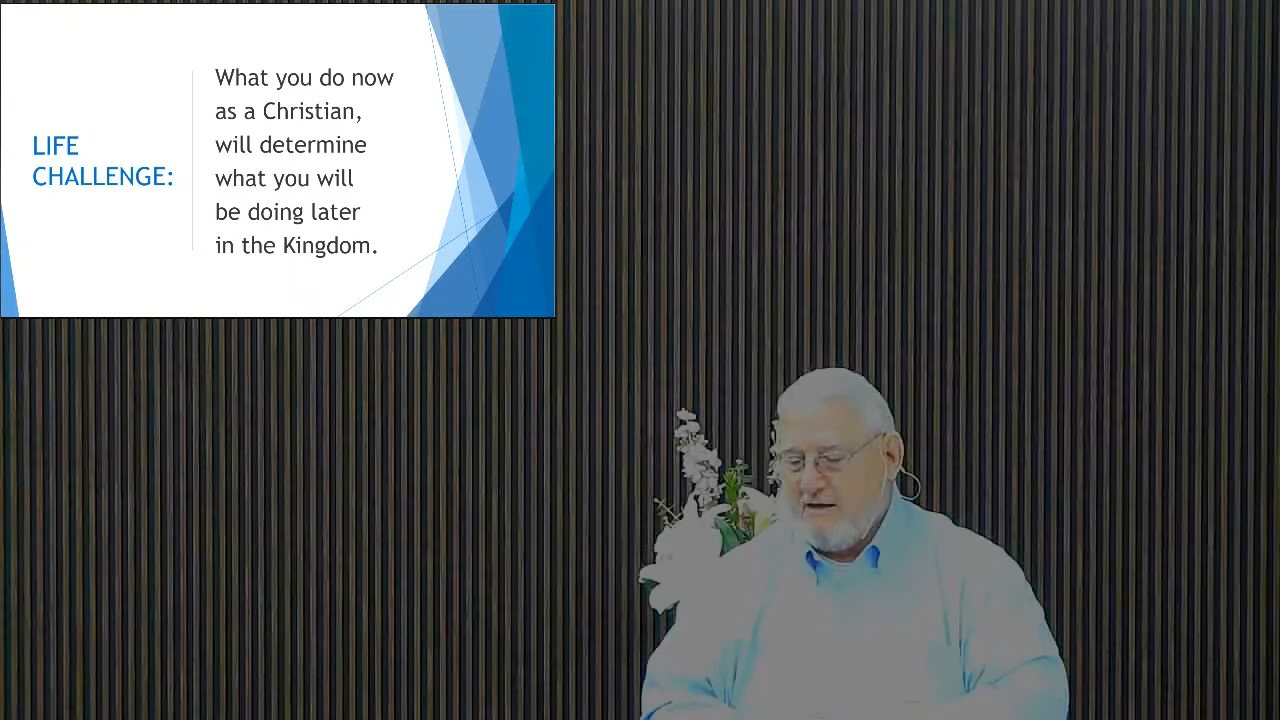 LIFE
CHALLENGE:
What you do now
as a Christian,
will determine
what you will
be doing later
in the Kingdom.